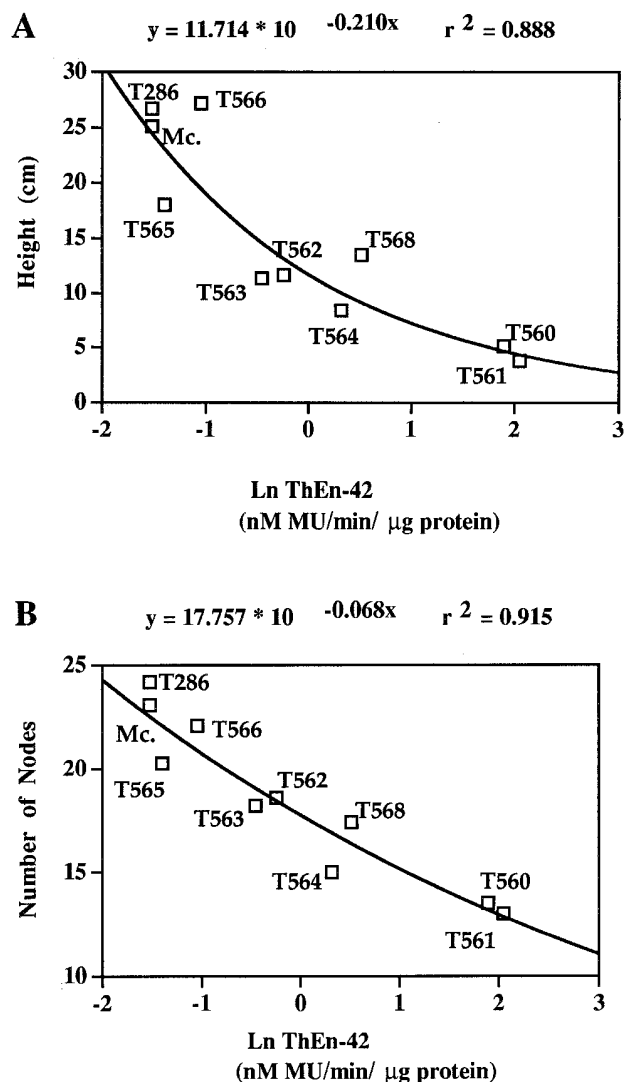 A
y = 11.714 * 10 -0.210x r 2 = 0.888
30
T286
T566
25
Mc.
20
T565
15
T562
T568
10
T563
T564
5
T560
T561
0
Height (cm)
-2 -1 0 1 2 3
Ln ThEn-42
(nM MU/min/ µg protein)
B
y = 17.757 * 10 -0.068x r 2 = 0.915
25
T286
Mc.
T566
20
T565
T562
T563
T568
15
T564
T560
T561
10
Number of Nodes
-2 -1 0 1 2 3
Ln ThEn-42
(nM MU/min/ µg protein)